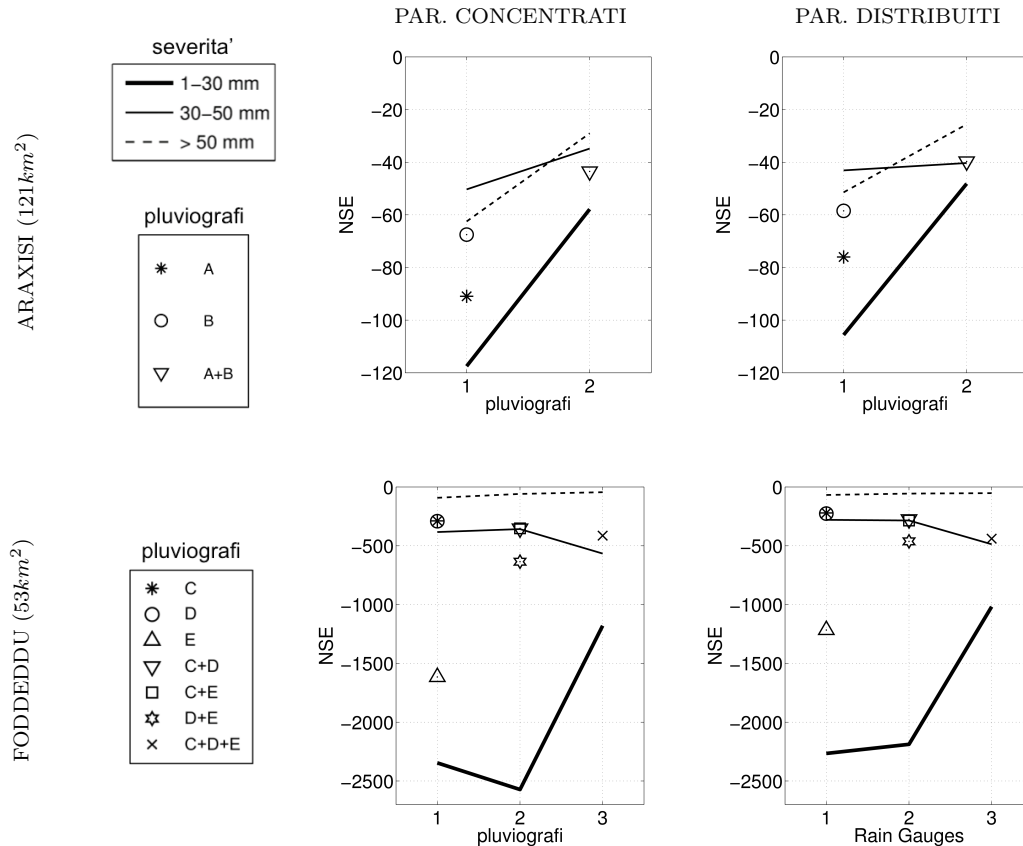 PAR. CONCENTRATI
PAR. DISTRIBUITI
ARAXISI (121km²)
severita'
1−30 mm
30−50 mm
> 50 mm
pluviografi
A
B
A+B
0
−20
−40
−60
−80
−100
−120
NSE
1 2
pluviografi
0
−20
−40
−60
−80
−100
−120
NSE
1 2
pluviografi
FODDEDDU (53km²)
pluviografi
C
D
E
C+D
C+E
D+E
C+D+E
0
−500
−1000
−1500
−2000
−2500
NSE
1 2 3
pluviografi
0
−500
−1000
−1500
−2000
−2500
NSE
1 2 3
Rain Gauges